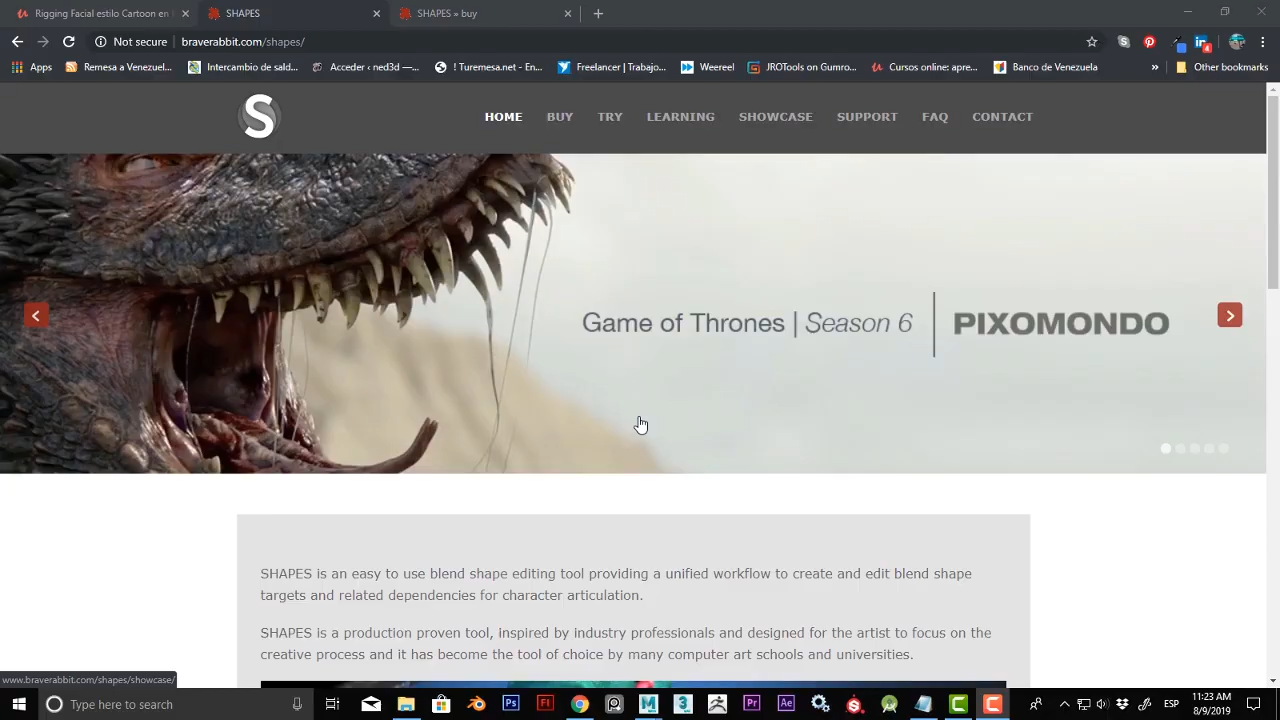 Rigging Facial estilo Cartoon en
SHAPES
SHAPES » buy
Not secure | braverabbit.com/shapes/
Apps
Remesa a Venezuel...
Intercambio de sald...
Acceder ‹ ned3d —...
! Turemesa.net - En...
Freelancer | Trabajo...
Weereel
JROTools on Gumro...
Cursos online: apre...
Banco de Venezuela
»
Other bookmarks
S
HOME
BUY
TRY
LEARNING
SHOWCASE
SUPPORT
FAQ
CONTACT
Game of Thrones | Season 6 | PIXOMONDO
SHAPES is an easy to use blend shape editing tool providing a unified workflow to create and edit blend shape
targets and related dependencies for character articulation.
SHAPES is a production proven tool, inspired by industry professionals and designed for the artist to focus on the
creative process and it has become the tool of choice by many computer art schools and universities.
www.braverabbit.com/shapes/showcase/
Type here to search
ESP
11:23 AM
8/9/2019